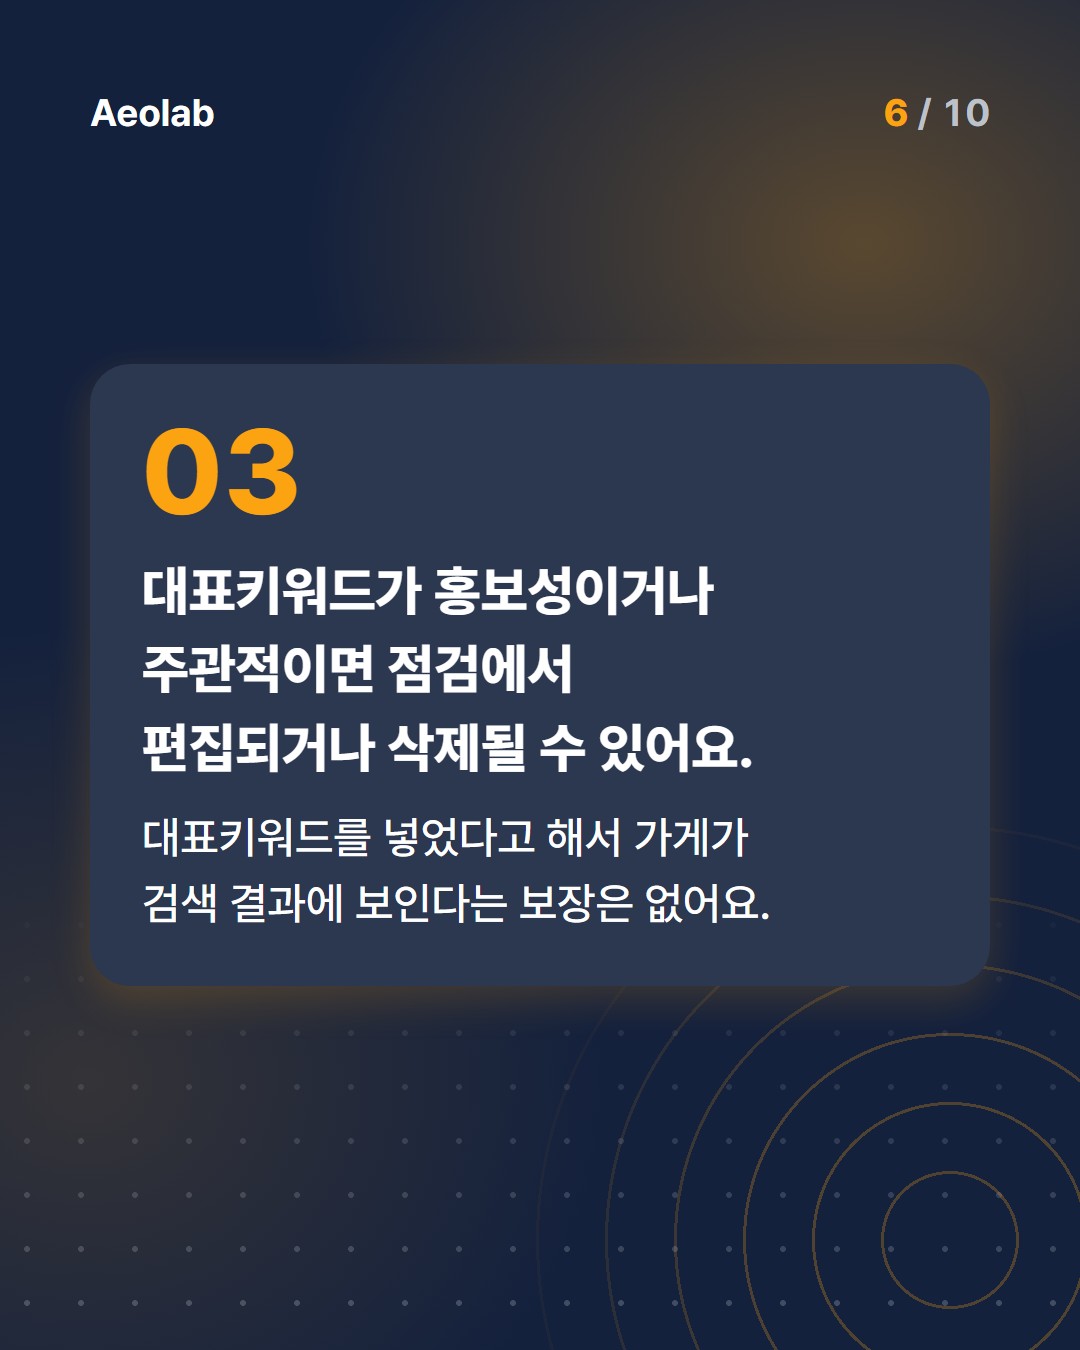 Aeolab
6 / 10
03
대표키워드가 홍보성이거나
주관적이면 점검에서
편집되거나 삭제될 수 있어요.
대표키워드를 넣었다고 해서 가게가
검색 결과에 보인다는 보장은 없어요.